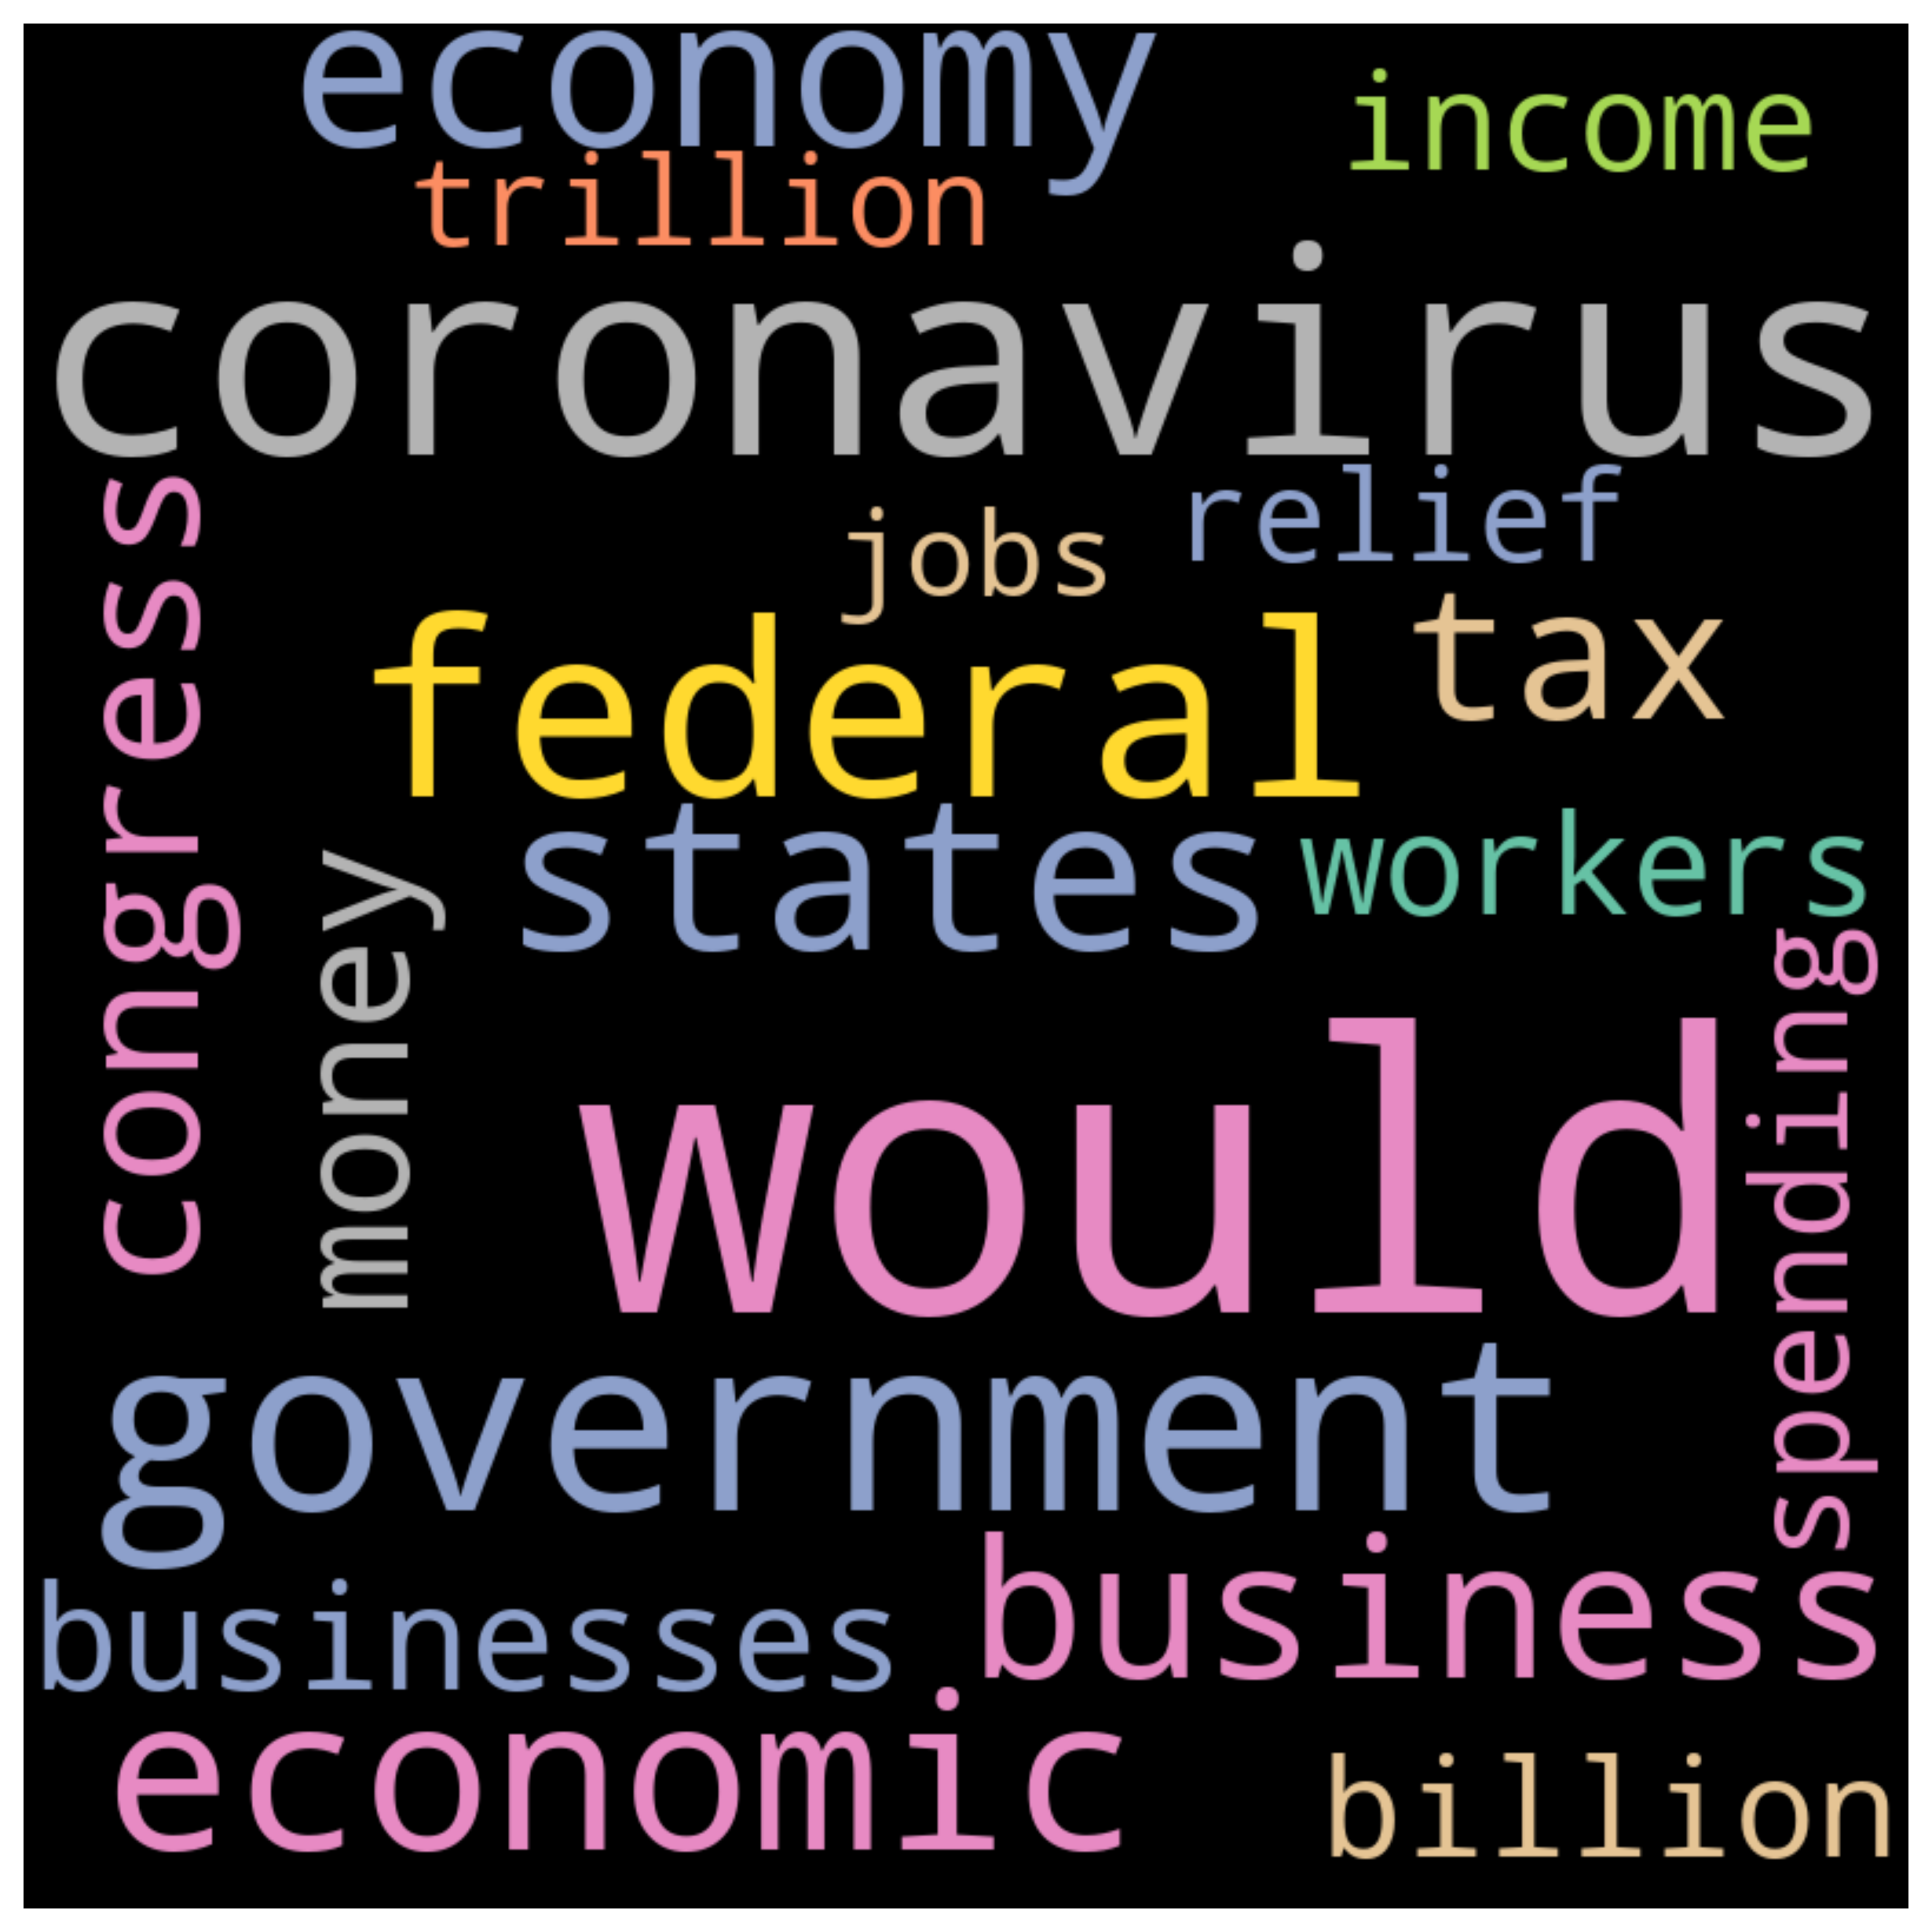 economy
income
trillion
coronavirus
congress
relief
jobs
federal
tax
states
workers
money
spending
would
government
business
businesses
economic
billion